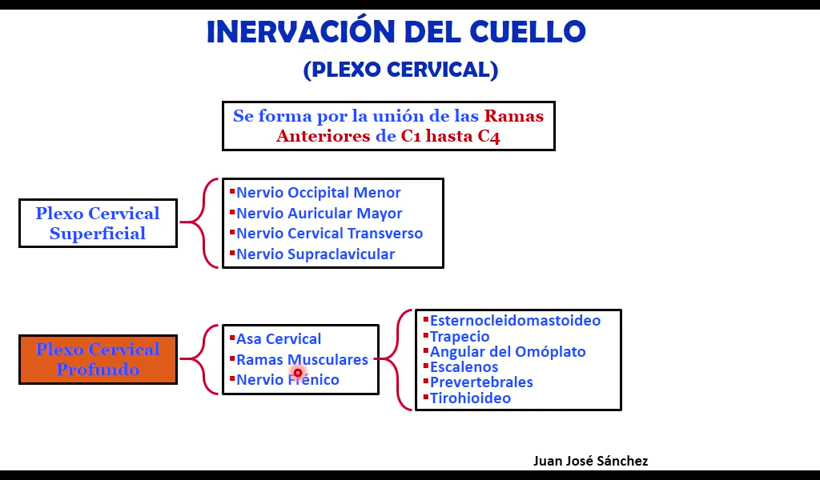 INERVACIÓN DEL CUELLO
(PLEXO CERVICAL)
Se forma por la unión de las Ramas
Anteriores de C1 hasta C4
Plexo Cervical
Superficial
Nervio Occipital Menor
Nervio Auricular Mayor
Nervio Cervical Transverso
Nervio Supraclavicular
Plexo Cervical
Profundo
Asa Cervical
Ramas Musculares
Nervio Frénico
Esternocleidomastoideo
Trapecio
Angular del Omóplato
Escalenos
Prevertebrales
Tirohioideo
Juan José Sánchez